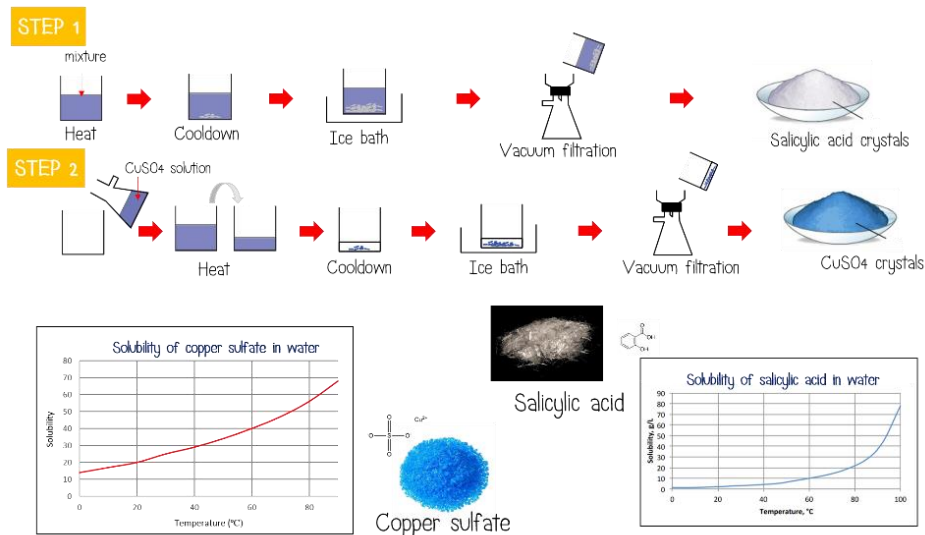 STEP 1
mixture
Heat
Cooldown
Ice bath
Vacuum filtration
Salicylic acid crystals
STEP 2
CuSO4 solution
Heat
Cooldown
Ice bath
Vacuum filtration
CuSO4 crystals
Solubility of copper sulfate in water
Solubility
80
70
60
50
40
30
20
10
0
0 20 40 60 80
Temperature (°C)
Cu²⁺
O
O S O
O
Copper sulfate
Salicylic acid
O
OH
OH
Solubility of salicylic acid in water
Solubility, g/L
90
80
70
60
50
40
30
20
10
0
0 20 40 60 80 100
Temperature, °C